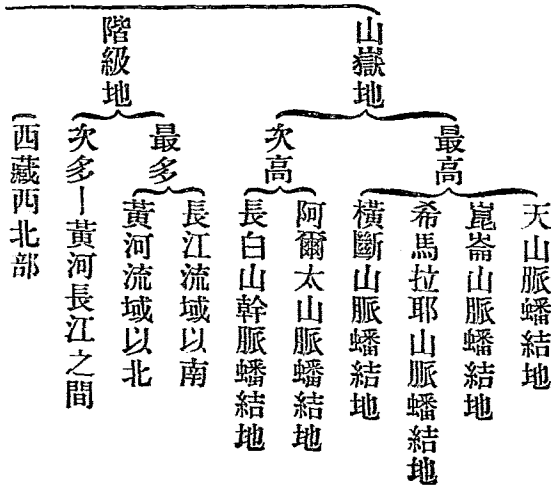 山嶽地
最高
天山脈蟠結地
崑崙山脈蟠結地
希馬拉耶山脈蟠結地
橫斷山脈蟠結地
次高
阿爾太山脈蟠結地
長白山幹脈蟠結地
階級地
最多
長江流域以南
黃河流域以北
次多—黃河長江之間
西藏西北部